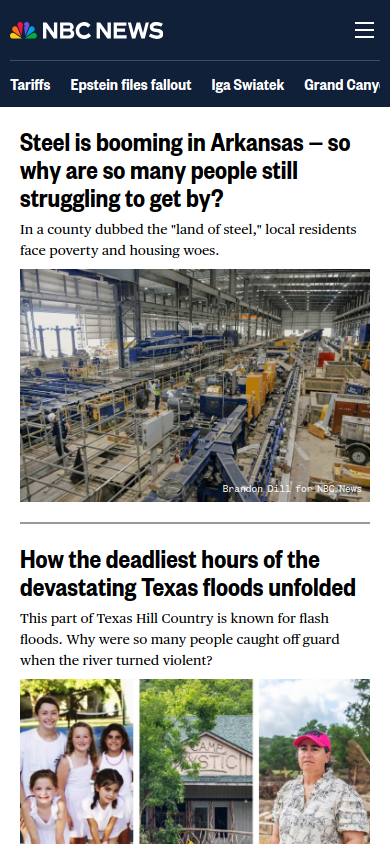 NBC NEWS
Tariffs Epstein files fallout Iga Swiatek Grand Cany
Steel is booming in Arkansas — so
why are so many people still
struggling to get by?
In a county dubbed the "land of steel," local residents
face poverty and housing woes.
Brandon Dill for NBC News
How the deadliest hours of the
devastating Texas floods unfolded
This part of Texas Hill Country is known for flash
floods. Why were so many people caught off guard
when the river turned violent?
CAMP
YSTIC